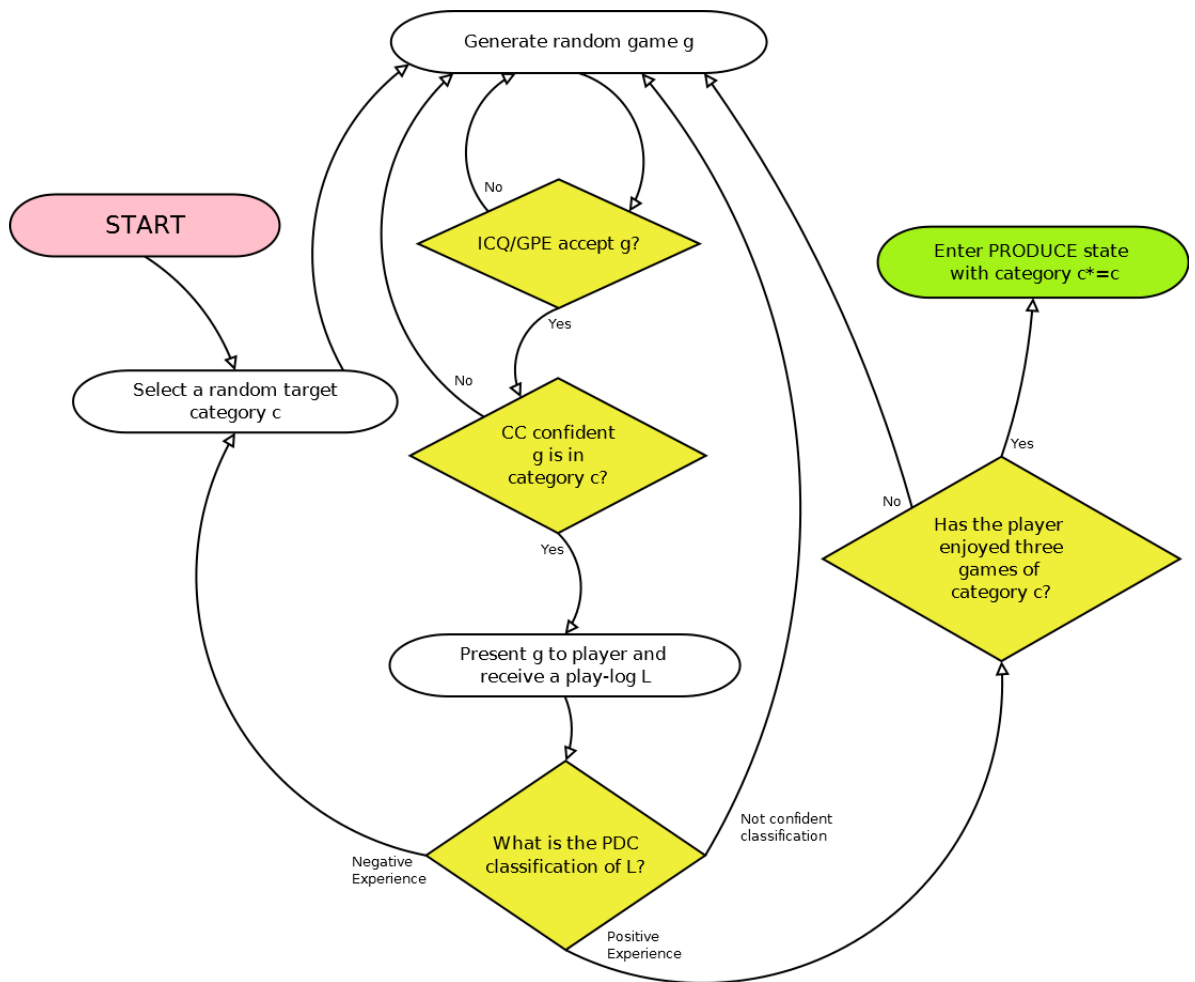 Generate random game g
No
START
ICQ/GPE accept g?
Enter PRODUCE state
with category c*=c
Yes
Select a random target
category c
No
CC confident
g is in
category c?
Yes
No
Has the player
enjoyed three
games of
category c?
Yes
Present g to player and
receive a play-log L
What is the PDC
classification of L?
Not confident
classification
Negative
Experience
Positive
Experience